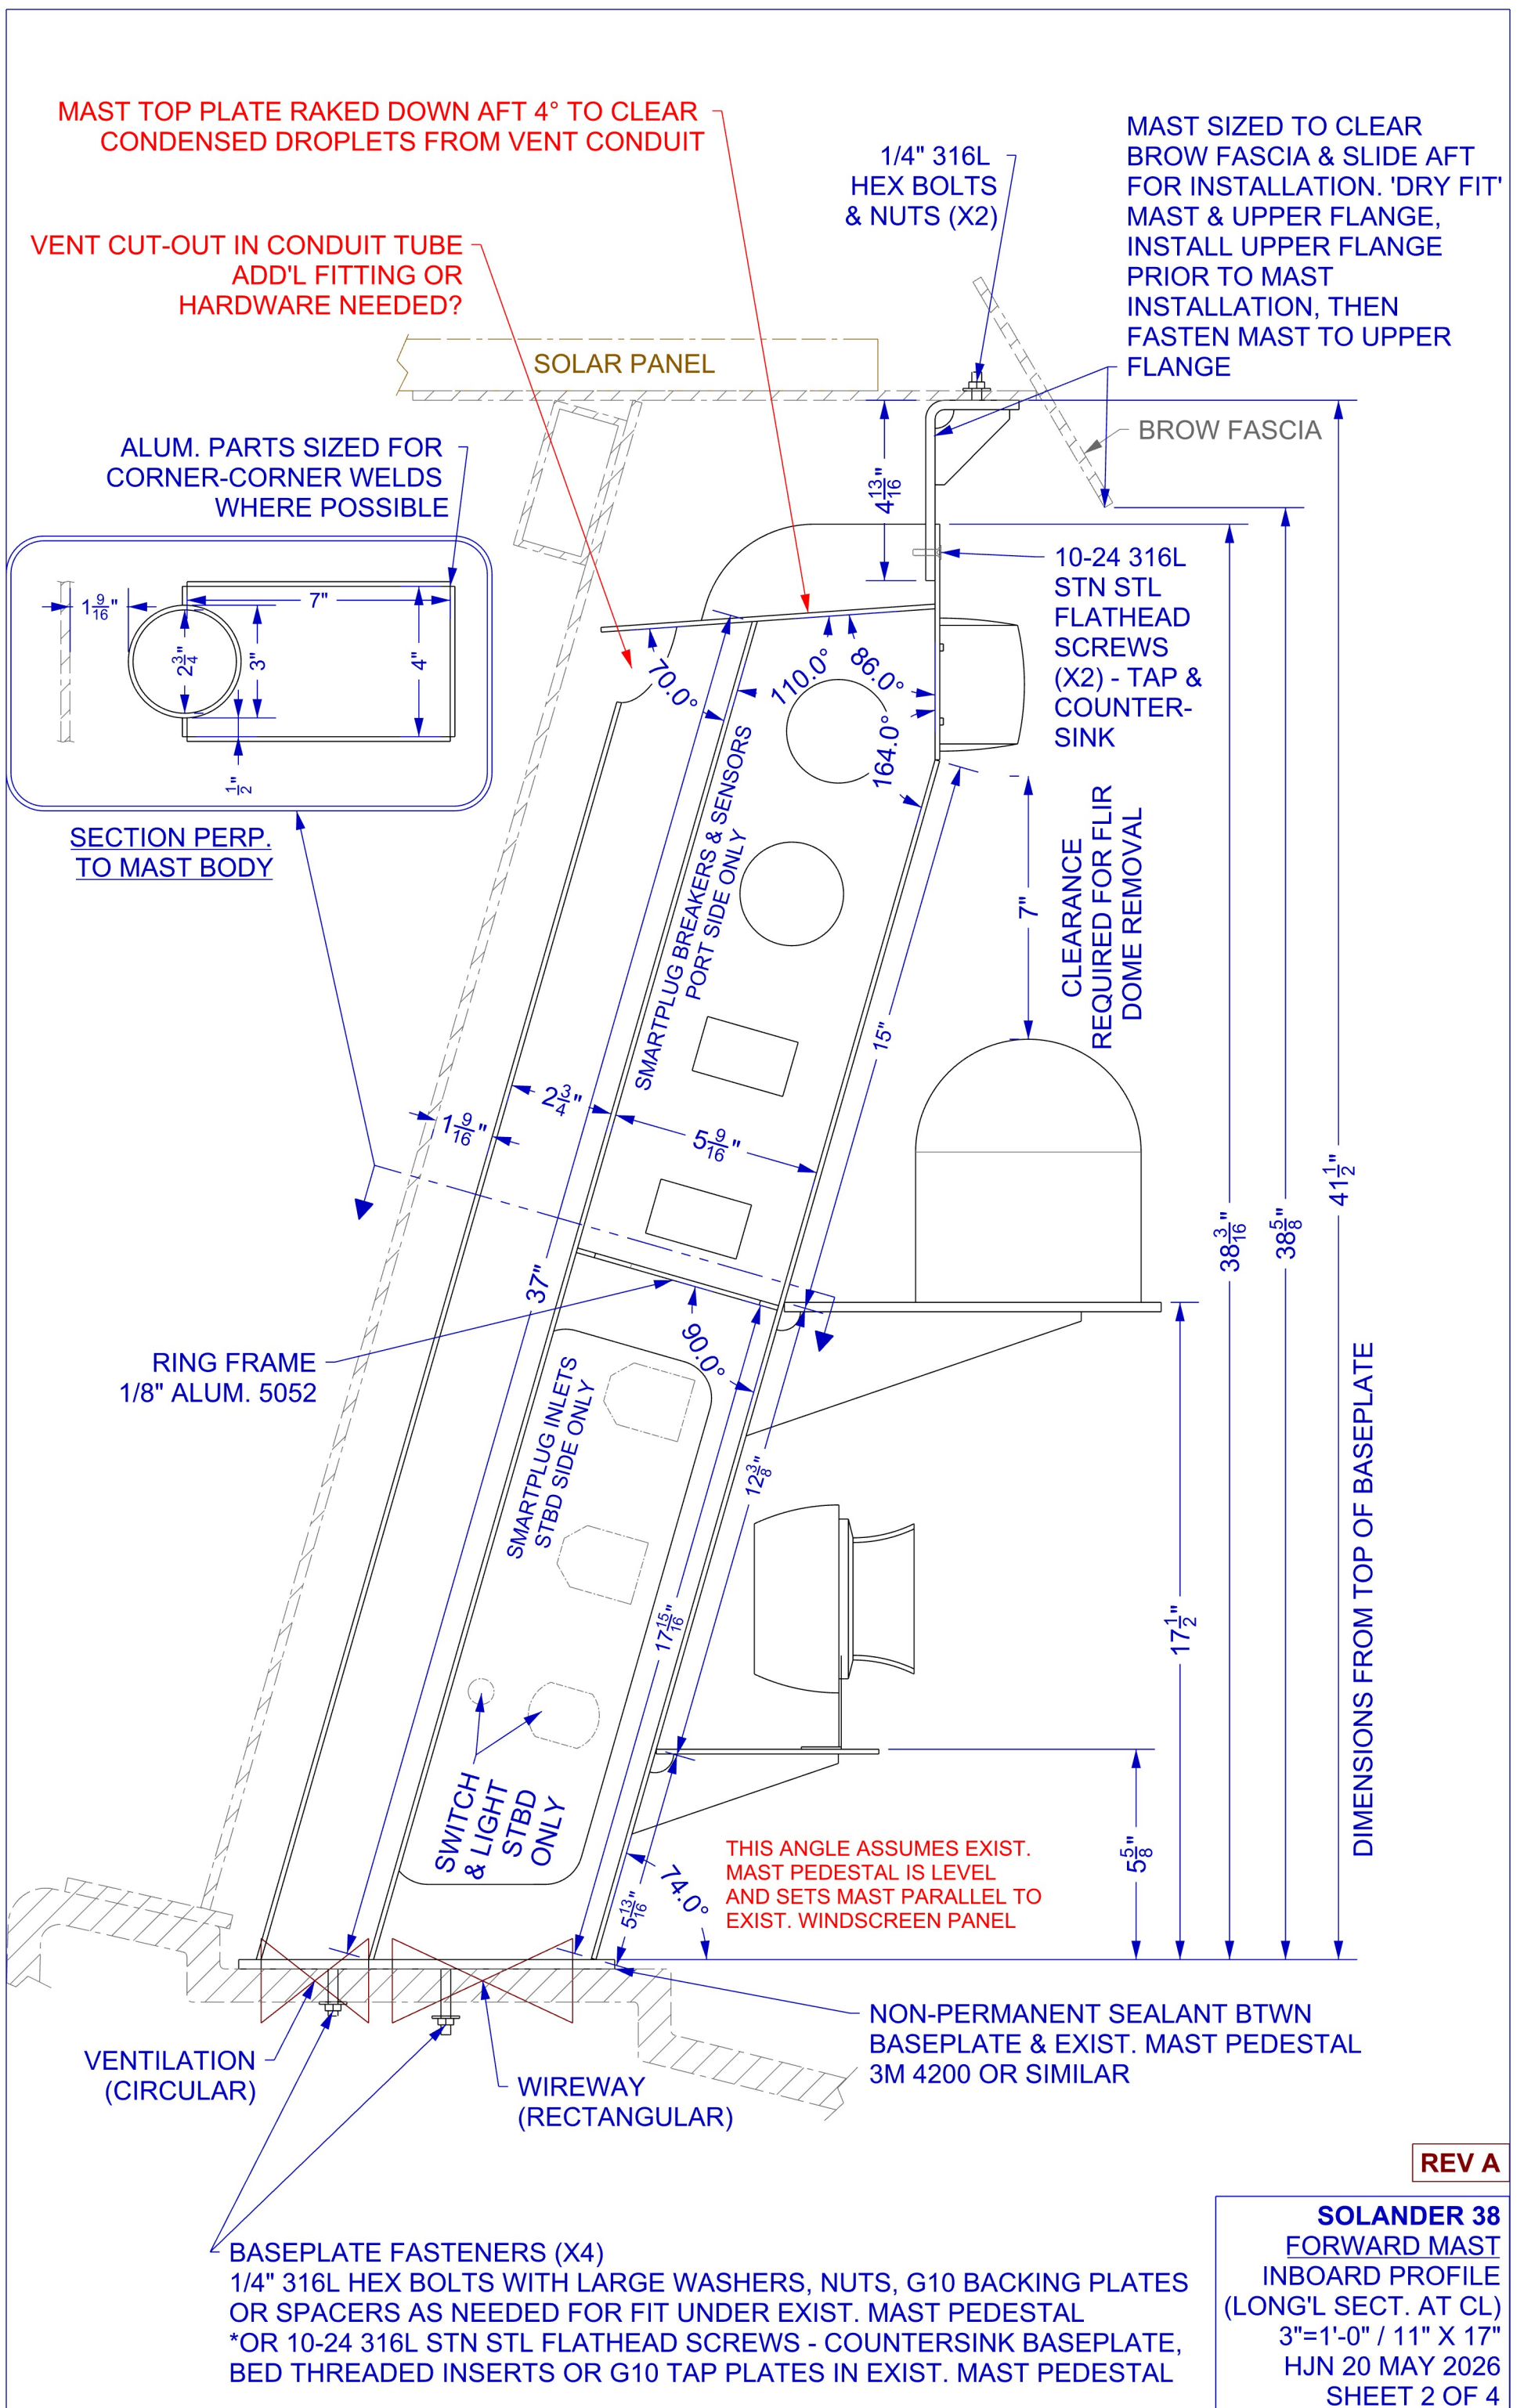 MAST TOP PLATE RAKED DOWN AFT 4° TO CLEAR
CONDENSED DROPLETS FROM VENT CONDUIT
1/4" 316L
HEX BOLTS
& NUTS (X2)
MAST SIZED TO CLEAR
BROW FASCIA & SLIDE AFT
FOR INSTALLATION. 'DRY FIT'
MAST & UPPER FLANGE,
INSTALL UPPER FLANGE
PRIOR TO MAST
INSTALLATION, THEN
FASTEN MAST TO UPPER
FLANGE
VENT CUT-OUT IN CONDUIT TUBE
ADD'L FITTING OR
HARDWARE NEEDED?
SOLAR PANEL
BROW FASCIA
ALUM. PARTS SIZED FOR
CORNER-CORNER WELDS
WHERE POSSIBLE
4 13/16"
10-24 316L
STN STL
FLATHEAD
SCREWS
(X2) - TAP &
COUNTER-
SINK
1 9/16"
7"
2 3/4"
3"
4"
1/2"
SECTION PERP.
TO MAST BODY
70.0°
110.0°
86.0°
164.0°
SMARTPLUG BREAKERS & SENSORS
PORT SIDE ONLY
7"
CLEARANCE
REQUIRED FOR FLIR
DOME REMOVAL
15"
2 3/4"
1 9/16"
5 9/16"
37"
38 3/16"
38 5/8"
41 1/2"
RING FRAME
1/8" ALUM. 5052
90.0°
SMARTPLUG INLETS
STBD SIDE ONLY
12 3/8"
17 15/16"
17 1/2"
DIMENSIONS FROM TOP OF BASEPLATE
SWITCH
& LIGHT
STBD
ONLY
5 13/16"
74.0°
5 5/8"
THIS ANGLE ASSUMES EXIST.
MAST PEDESTAL IS LEVEL
AND SETS MAST PARALLEL TO
EXIST. WINDSCREEN PANEL
NON-PERMANENT SEALANT BTWN
BASEPLATE & EXIST. MAST PEDESTAL
3M 4200 OR SIMILAR
VENTILATION
(CIRCULAR)
WIREWAY
(RECTANGULAR)
BASEPLATE FASTENERS (X4)
1/4" 316L HEX BOLTS WITH LARGE WASHERS, NUTS, G10 BACKING PLATES
OR SPACERS AS NEEDED FOR FIT UNDER EXIST. MAST PEDESTAL
*OR 10-24 316L STN STL FLATHEAD SCREWS - COUNTERSINK BASEPLATE,
BED THREADED INSERTS OR G10 TAP PLATES IN EXIST. MAST PEDESTAL
REV A
SOLANDER 38
FORWARD MAST
INBOARD PROFILE
(LONG'L SECT. AT CL)
3"=1'-0" / 11" X 17"
HJN 20 MAY 2026
SHEET 2 OF 4